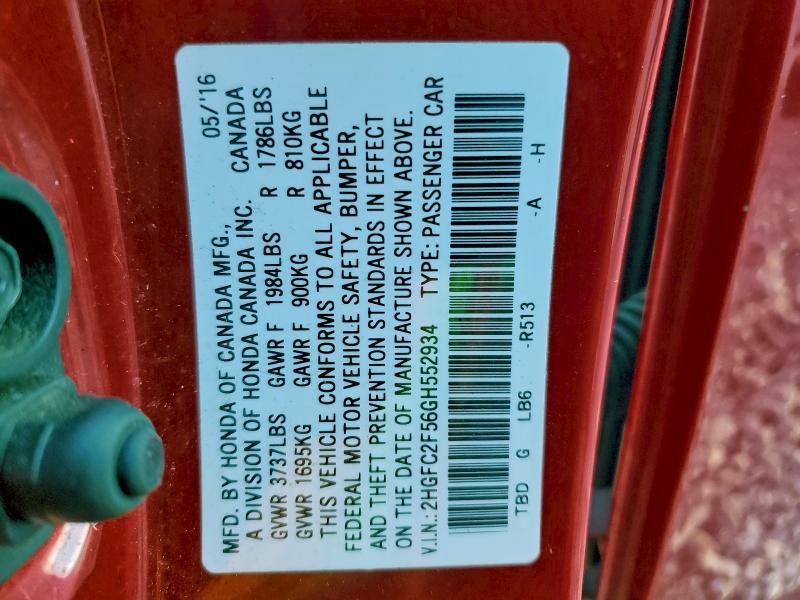 MFD. BY HONDA OF CANADA MFG., 05/'16
A DIVISION OF HONDA CANADA INC. CANADA
GVWR 3737LBS GAWR F 1984LBS R 1786LBS
GVWR 1695KG GAWR F 900KG R 810KG
THIS VEHICLE CONFORMS TO ALL APPLICABLE
FEDERAL MOTOR VEHICLE SAFETY, BUMPER,
AND THEFT PREVENTION STANDARDS IN EFFECT
ON THE DATE OF MANUFACTURE SHOWN ABOVE.
V.I.N.: 2HGFC2F56GH552934 TYPE: PASSENGER CAR
TBD G LB6 -R513 -A -H